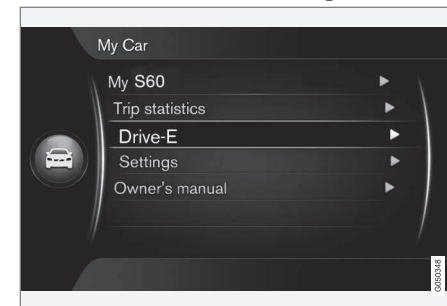 My Car
My S60
Trip statistics
Drive-E
Settings
Owner's manual
G050348